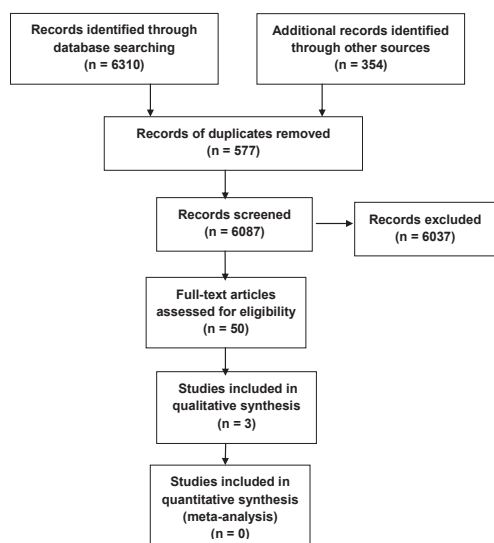 Records identified through
database searching
(n = 6310)
Additional records identified
through other sources
(n = 354)
Records of duplicates removed
(n = 577)
Records screened
(n = 6087)
Records excluded
(n = 6037)
Full-text articles
assessed for eligibility
(n = 50)
Studies included in
qualitative synthesis
(n = 3)
Studies included in
quantitative synthesis
(meta-analysis)
(n = 0)